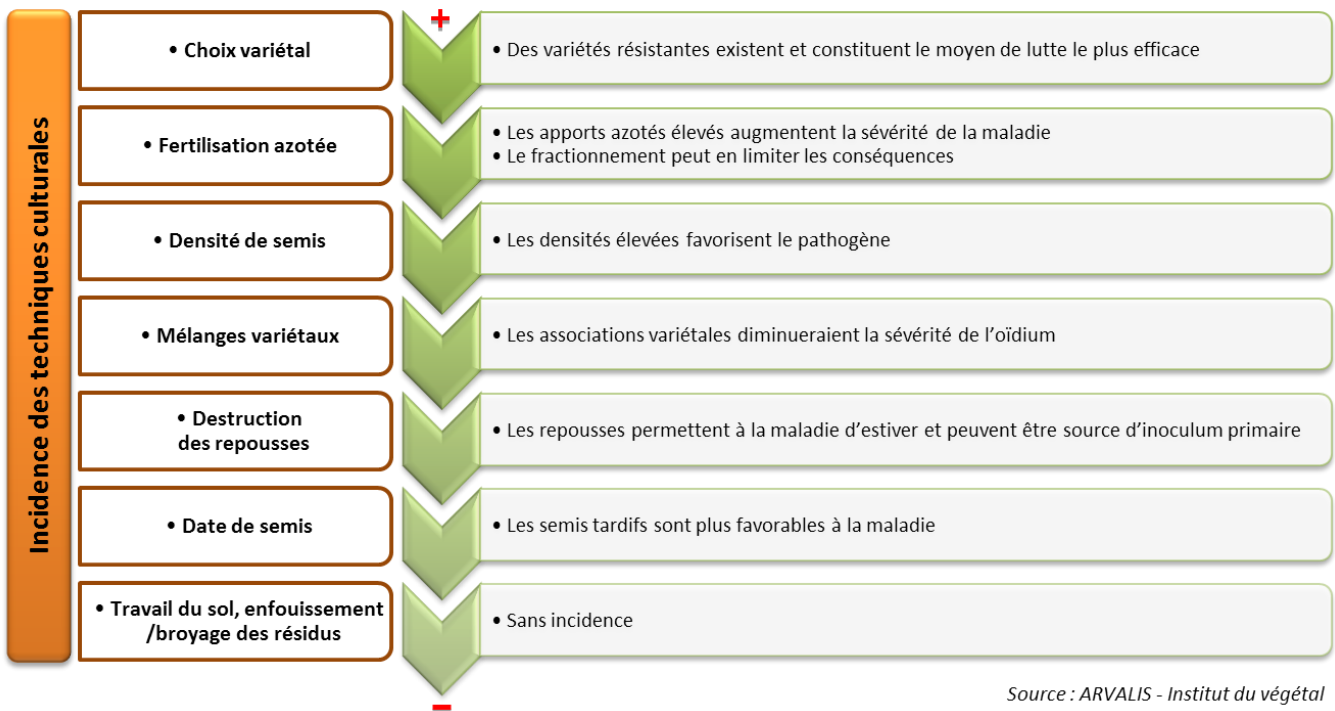 Incidence des techniques culturales
+
• Choix variétal
• Des variétés résistantes existent et constituent le moyen de lutte le plus efficace
• Fertilisation azotée
• Les apports azotés élevés augmentent la sévérité de la maladie
• Le fractionnement peut en limiter les conséquences
• Densité de semis
• Les densités élevées favorisent le pathogène
• Mélanges variétaux
• Les associations variétales diminueraient la sévérité de l’oïdium
• Destruction
des repousses
• Les repousses permettent à la maladie d’estiver et peuvent être source d’inoculum primaire
• Date de semis
• Les semis tardifs sont plus favorables à la maladie
• Travail du sol, enfouissement
/broyage des résidus
• Sans incidence
−
Source : ARVALIS - Institut du végétal